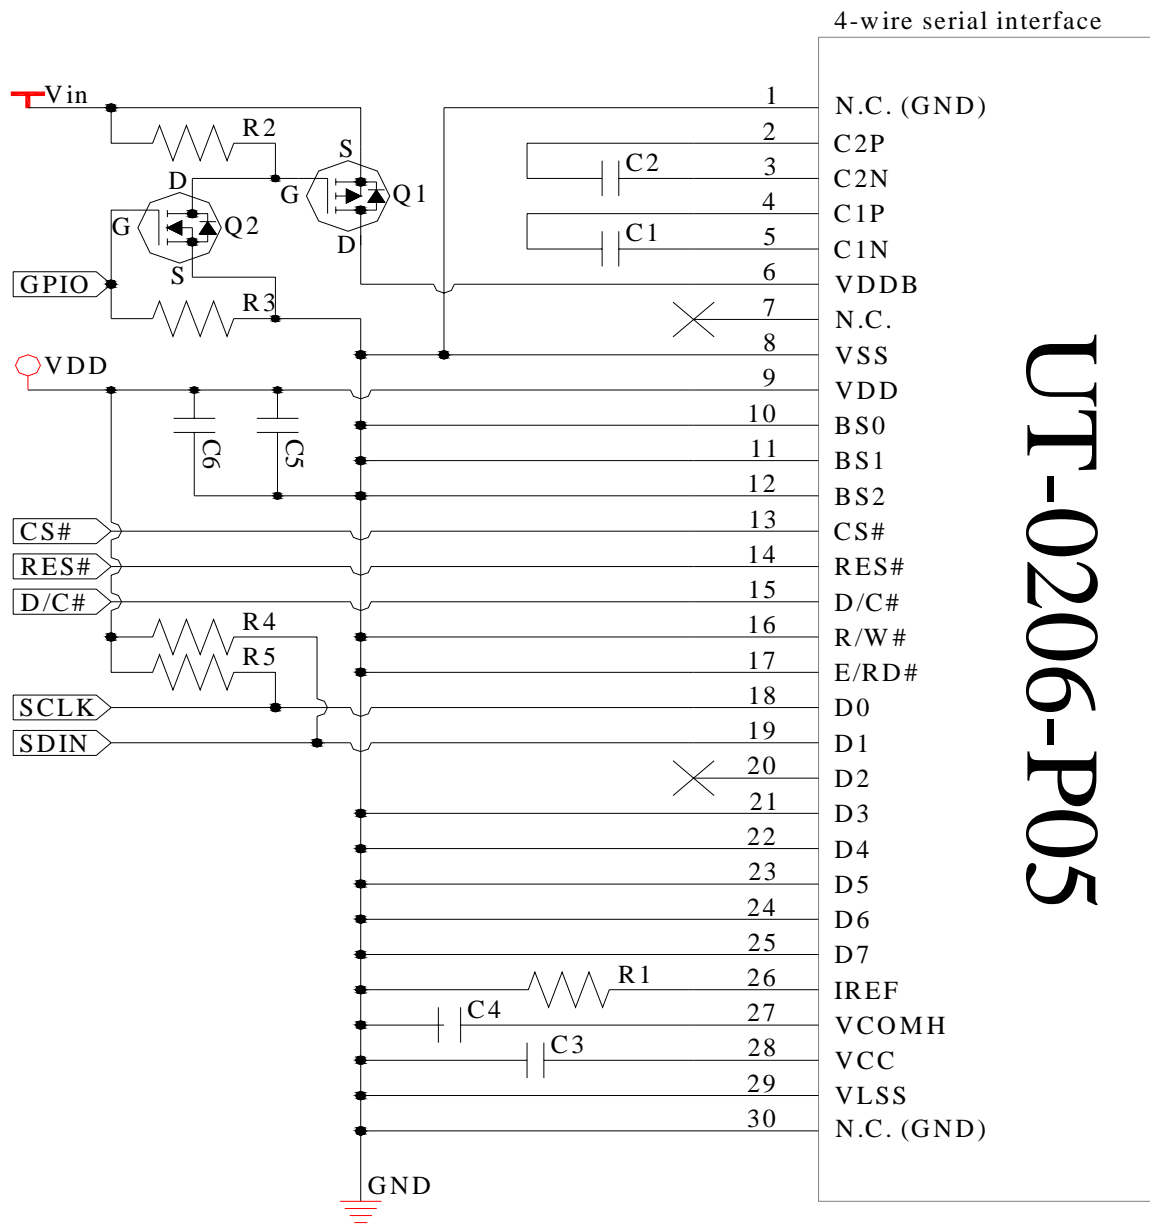 4-wire serial interface
Vin
R2
S
D
G
Q1
G
Q2
D
S
GPIO
R3
VDD
C6
C5
CS#
RES#
D/C#
R4
R5
SCLK
SDIN
C2
C1
R1
C4
C3
GND
1 N.C. (GND)
2 C2P
3 C2N
4 C1P
5 C1N
6 VDDB
7 N.C.
8 VSS
9 VDD
10 BS0
11 BS1
12 BS2
13 CS#
14 RES#
15 D/C#
16 R/W#
17 E/RD#
18 D0
19 D1
20 D2
21 D3
22 D4
23 D5
24 D6
25 D7
26 IREF
27 VCOMH
28 VCC
29 VLSS
30 N.C. (GND)
UT-0206-P05